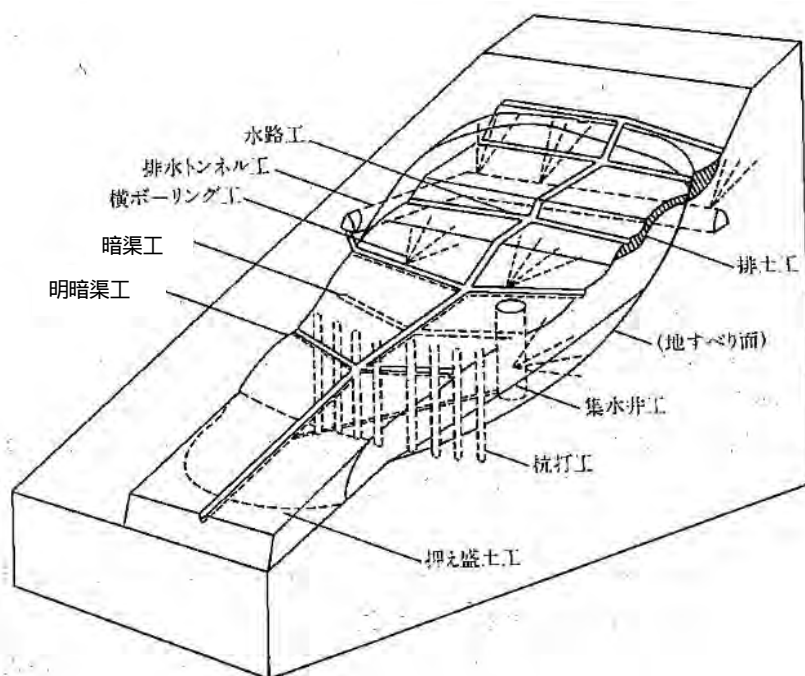 水路工
排水トンネル工
横ボーリング工
暗渠工
明暗渠工
排土工
(地すべり面)
集水井工
杭打工
押え盛土工